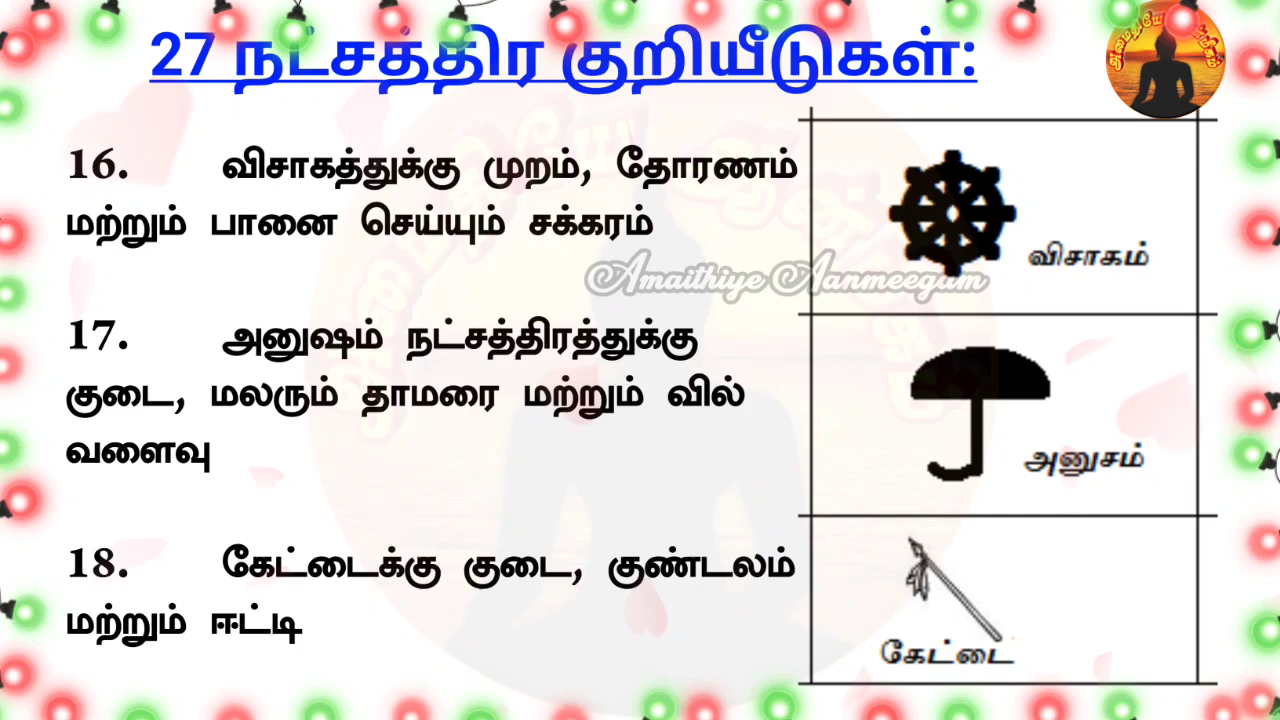 27 நட்சத்திர குறியீடுகள்:
16. விசாகத்துக்கு முறம், தோரணம்
மற்றும் பானை செய்யும் சக்கரம்
விசாகம்
Amaithiye Aanmeegam
17. அனுஷம் நட்சத்திரத்துக்கு
குடை, மலரும் தாமரை மற்றும் வில்
வளைவு
அனுசம்
18. கேட்டைக்கு குடை, குண்டலம்
மற்றும் ஈட்டி
கேட்டை